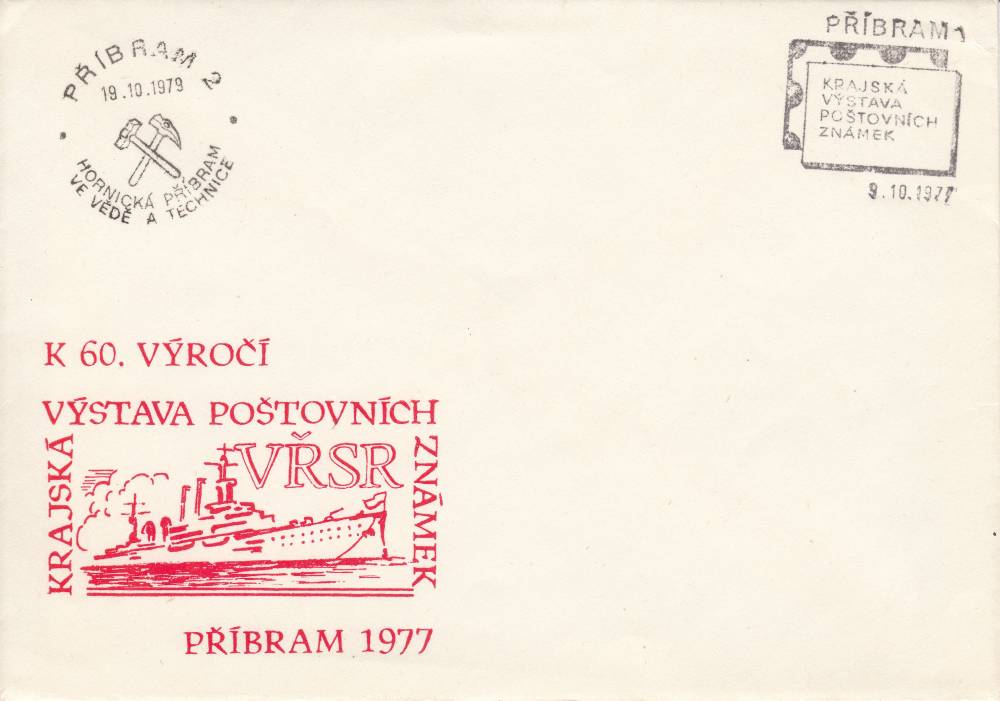 PŘÍBRAM 2
19.10.1979
HORNICKÁ PŘÍBRAM
VE VĚDĚ A TECHNICE
PŘÍBRAM 1
KRAJSKÁ
VÝSTAVA
POŠTOVNÍCH
ZNÁMEK
9.10.1977
K 60. VÝROČÍ
VŘSR
KRAJSKÁ
VÝSTAVA POŠTOVNÍCH
ZNÁMEK
PŘÍBRAM 1977